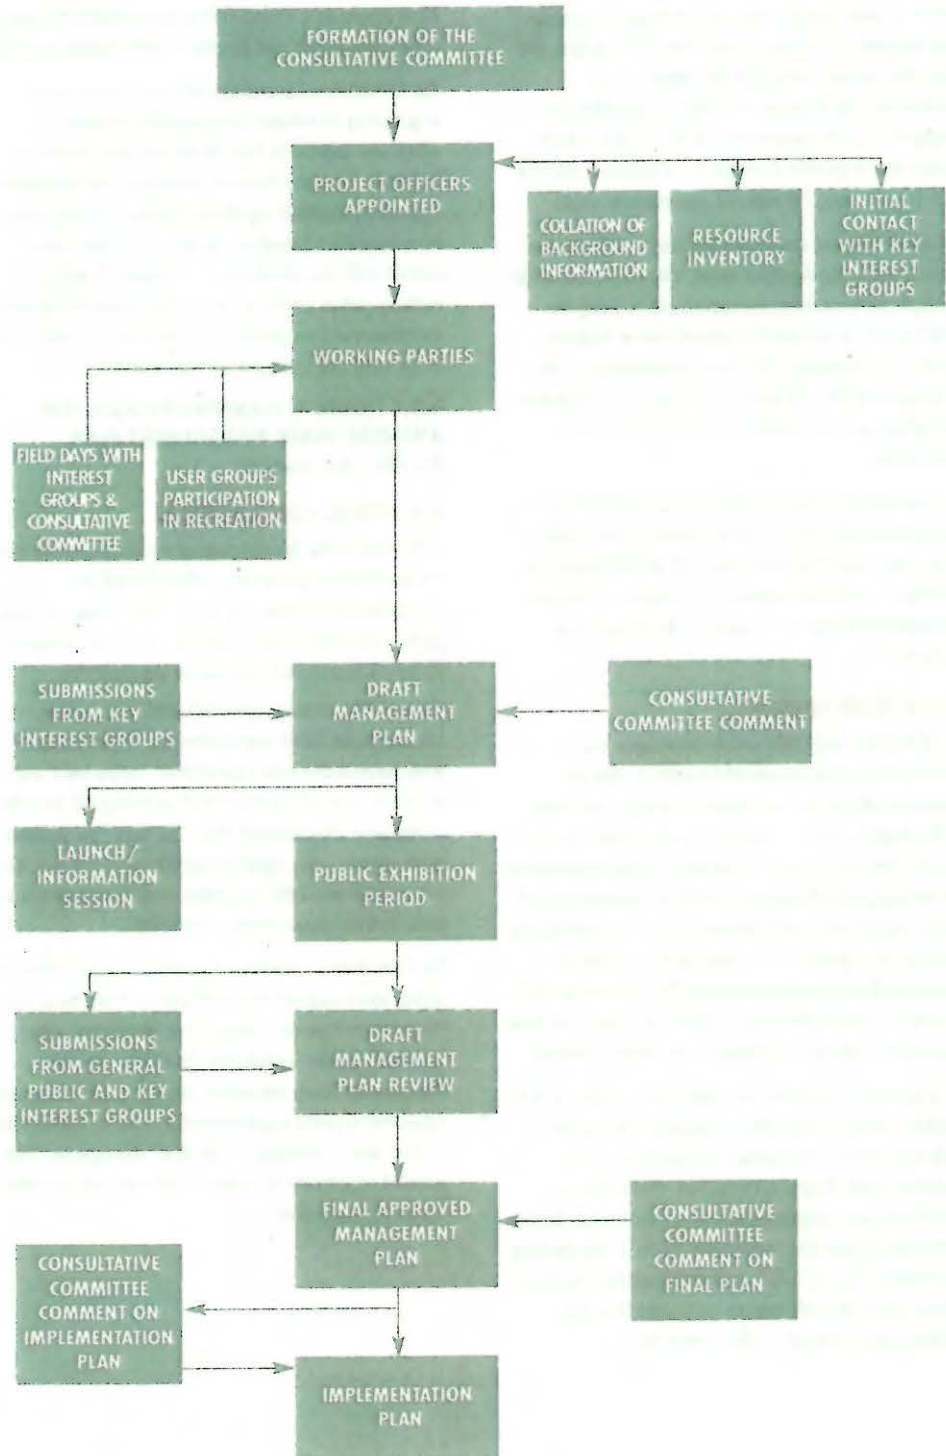 FORMATION OF THE
CONSULTATIVE COMMITTEE
PROJECT OFFICERS
APPOINTED
COLLATION OF
BACKGROUND
INFORMATION
RESOURCE
INVENTORY
INITIAL
CONTACT
WITH KEY
INTEREST
GROUPS
WORKING PARTIES
FIELD DAYS WITH
INTEREST
GROUPS &
CONSULTATIVE
COMMITTEE
USER GROUPS
PARTICIPATION
IN RECREATION
SUBMISSIONS
FROM KEY
INTEREST GROUPS
DRAFT
MANAGEMENT
PLAN
CONSULTATIVE
COMMITTEE COMMENT
LAUNCH/
INFORMATION
SESSION
PUBLIC EXHIBITION
PERIOD
SUBMISSIONS
FROM GENERAL
PUBLIC AND KEY
INTEREST GROUPS
DRAFT
MANAGEMENT
PLAN REVIEW
FINAL APPROVED
MANAGEMENT
PLAN
CONSULTATIVE
COMMITTEE
COMMENT ON
FINAL PLAN
CONSULTATIVE
COMMITTEE
COMMENT ON
IMPLEMENTATION
PLAN
IMPLEMENTATION
PLAN